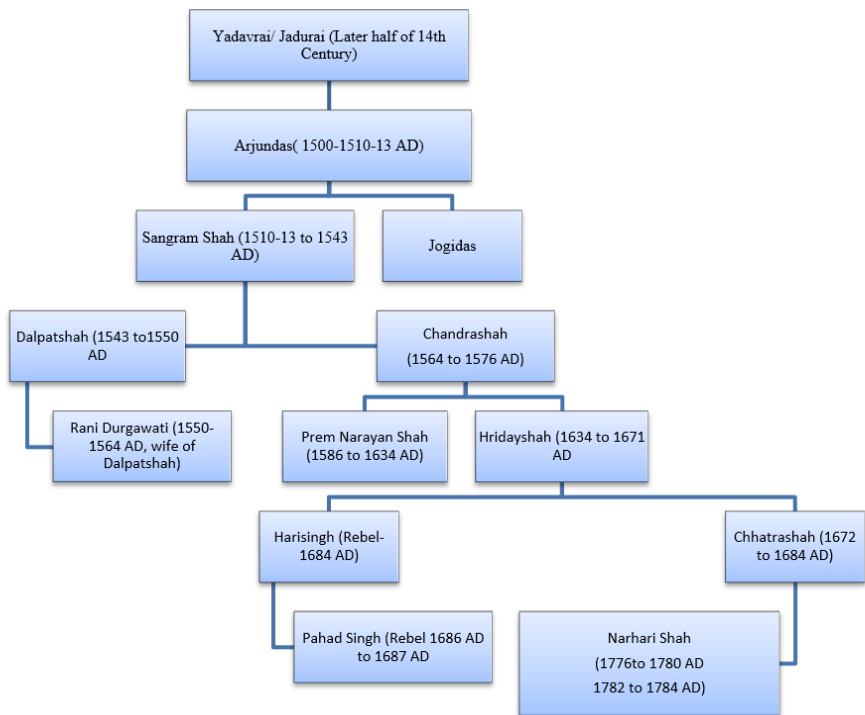 Yadavrai/ Jadurai (Later half of 14th
Century)
Arjundas( 1500-1510-13 AD)
Sangram Shah (1510-13 to 1543
AD)
Jogidas
Dalpatshah (1543 to1550
AD
Chandrashah
(1564 to 1576 AD)
Rani Durgawati (1550-
1564 AD, wife of
Dalpatshah)
Prem Narayan Shah
(1586 to 1634 AD)
Hridayshah (1634 to 1671
AD
Harisingh (Rebel-
1684 AD)
Chhatrashah (1672
to 1684 AD)
Pahad Singh (Rebel 1686 AD
to 1687 AD
Narhari Shah
(1776to 1780 AD
1782 to 1784 AD)